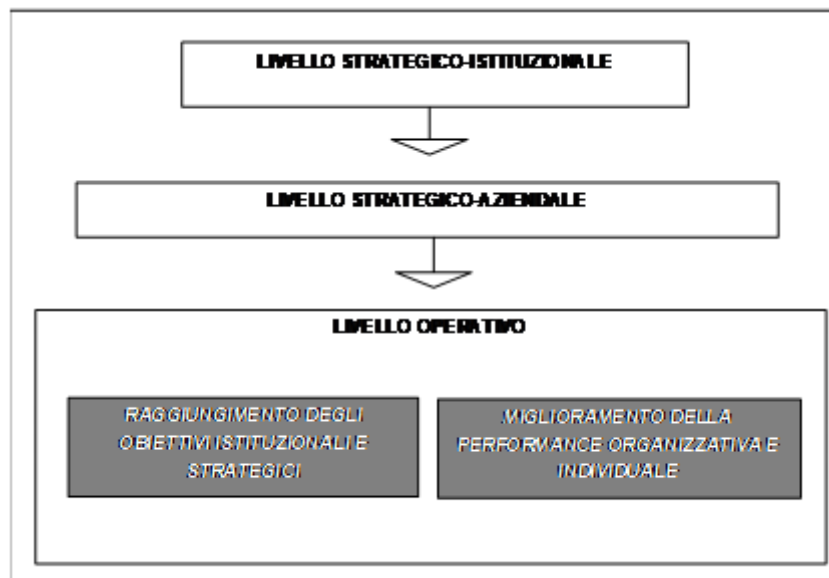 LIVELLO STRATEGICO-ISTITUZIONALE
LIVELLO STRATEGICO-AZIENDALE
LIVELLO OPERATIVO
RAGGIUNGIMENTO DEGLI
OBIETTIVI ISTITUZIONALI E
STRATEGICI
MIGLIORAMENTO DELLA
PERFORMANCE ORGANIZZATIVA E
INDIVIDUALE